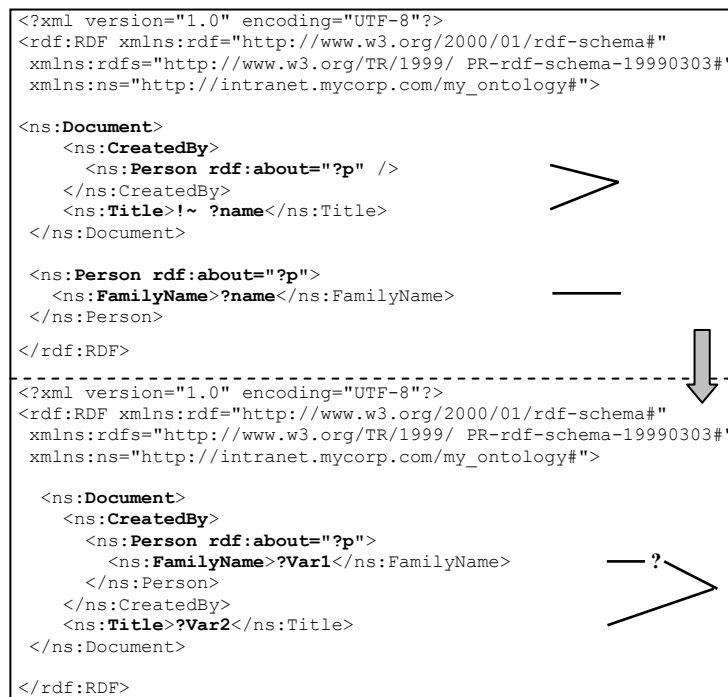 <?xml version="1.0" encoding="UTF-8"?>
<rdf:RDF xmlns:rdf="http://www.w3.org/2000/01/rdf-schema#"
xmlns:rdfs="http://www.w3.org/TR/1999/ PR-rdf-schema-19990303#"
xmlns:ns="http://intranet.mycorp.com/my_ontology#">
<ns:Document>
<ns:CreatedBy>
<ns:Person rdf:about="?p" />
</ns:CreatedBy>
<ns:Title>!~ ?name</ns:Title>
</ns:Document>
<ns:Person rdf:about="?p">
<ns:FamilyName>?name</ns:FamilyName>
</ns:Person>
</rdf:RDF>
<?xml version="1.0" encoding="UTF-8"?>
<rdf:RDF xmlns:rdf="http://www.w3.org/2000/01/rdf-schema#"
xmlns:rdfs="http://www.w3.org/TR/1999/ PR-rdf-schema-19990303#"
xmlns:ns="http://intranet.mycorp.com/my_ontology#">
<ns:Document>
<ns:CreatedBy>
<ns:Person rdf:about="?p">
<ns:FamilyName>?Var1</ns:FamilyName> ?
</ns:Person>
</ns:CreatedBy>
<ns:Title>?Var2</ns:Title>
</ns:Document>
</rdf:RDF>